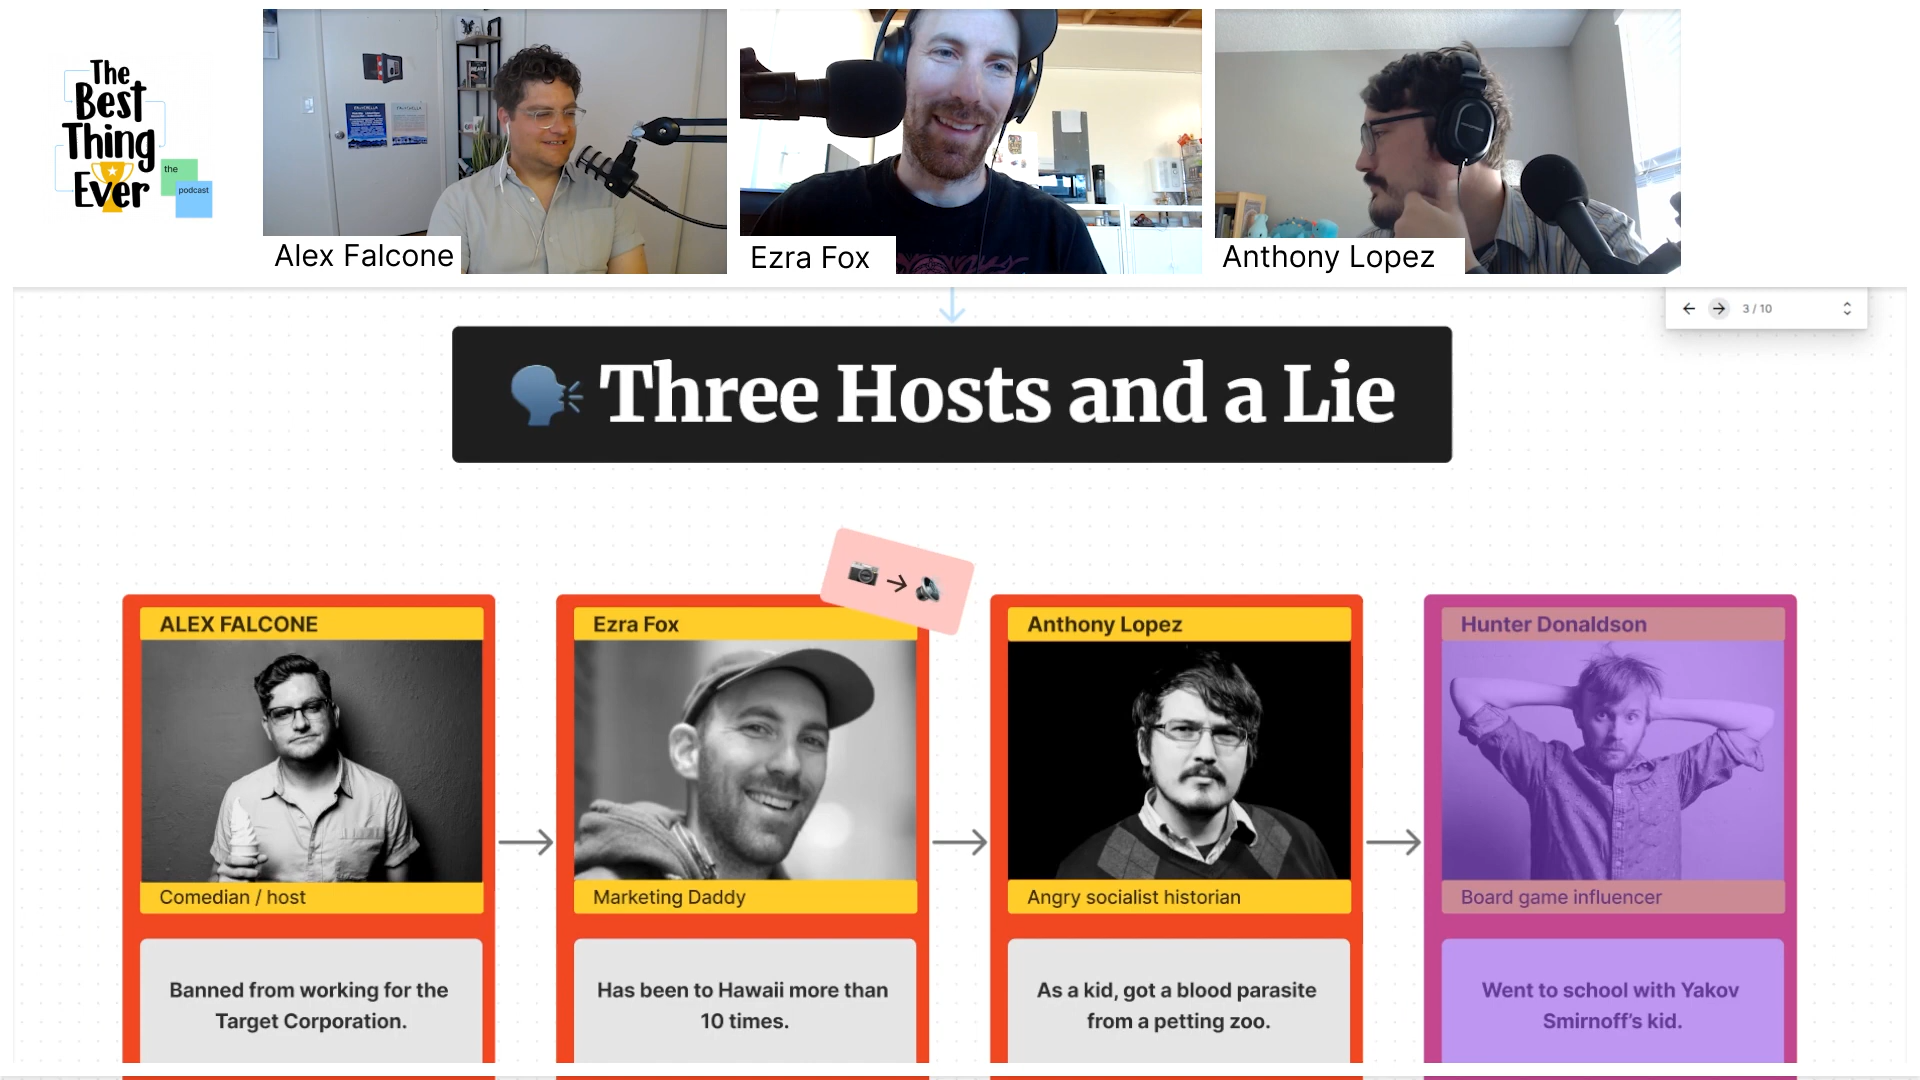 The
Best
Thing
Ever
the
podcast
Alex Falcone
Ezra Fox
Anthony Lopez
3 / 10
Three Hosts and a Lie
ALEX FALCONE
Comedian / host
Banned from working for the
Target Corporation.
Ezra Fox
Marketing Daddy
Has been to Hawaii more than
10 times.
Anthony Lopez
Angry socialist historian
As a kid, got a blood parasite
from a petting zoo.
Hunter Donaldson
Board game influencer
Went to school with Yakov
Smirnoff's kid.